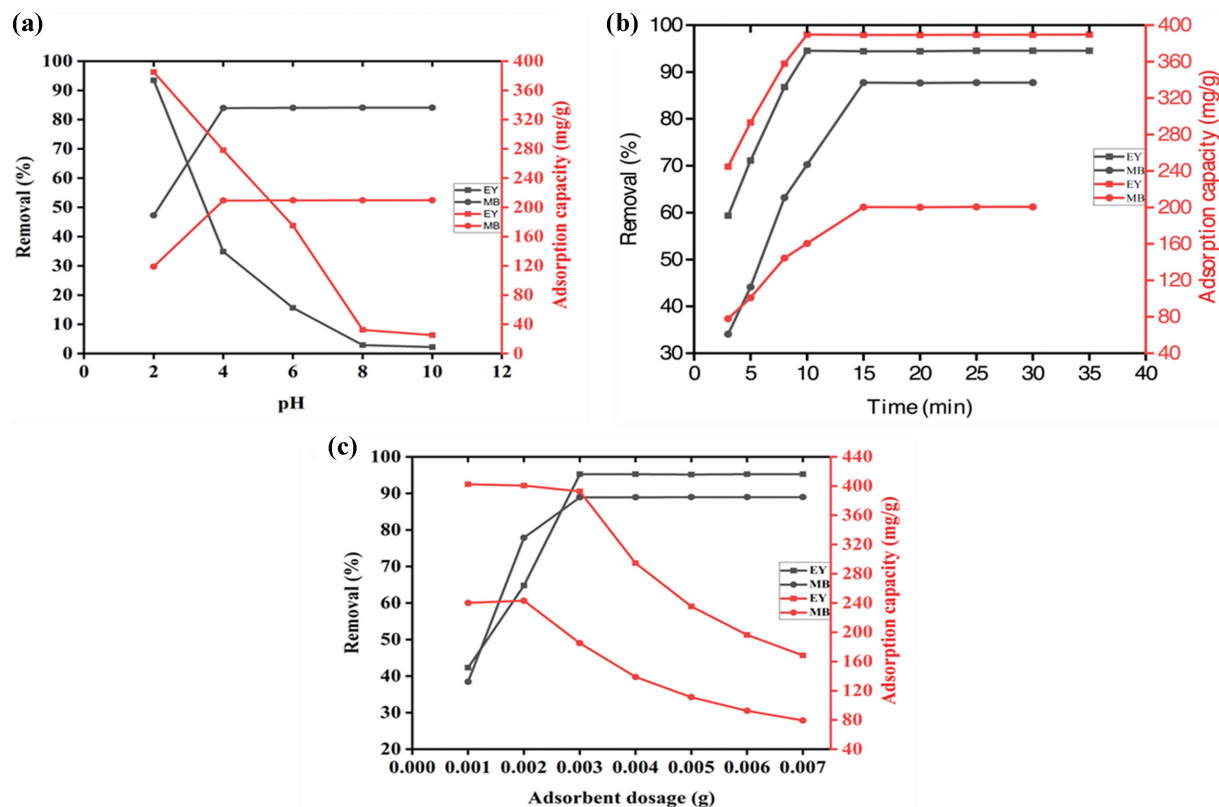 (a)
100
90
80
70
60
50
40
30
20
10
0
Removal (%)
400
360
320
280
240
200
160
120
80
40
0
Adsorption capacity (mg/g)
EY
MB
EY
MB
0 2 4 6 8 10 12
pH
(b)
100
90
80
70
60
50
40
30
Removal (%)
400
360
320
280
240
200
160
120
80
40
Adsorption capacity (mg/g)
EY
MB
EY
MB
0 5 10 15 20 25 30 35 40
Time (min)
(c)
100
90
80
70
60
50
40
30
20
Removal (%)
440
400
360
320
280
240
200
160
120
80
40
Adsorption capacity (mg/g)
EY
MB
EY
MB
0.000 0.001 0.002 0.003 0.004 0.005 0.006 0.007
Adsorbent dosage (g)